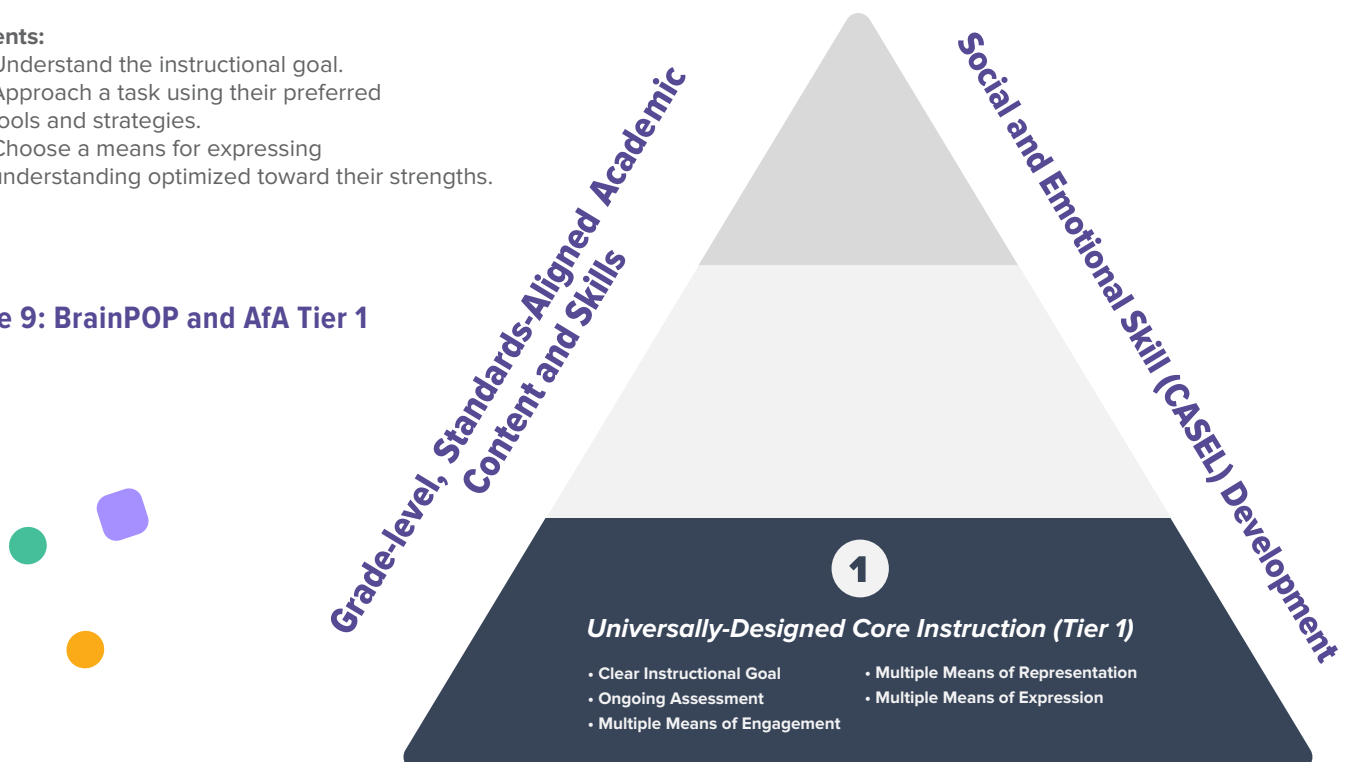 ents:
Understand the instructional goal.
Approach a task using their preferred
ools and strategies.
Choose a means for expressing
understanding optimized toward their strengths.
e 9: BrainPOP and AfA Tier 1
Grade-level, Standards-Aligned Academic
Content and Skills
Social and Emotional Skill (CASEL) Development
1
Universally-Designed Core Instruction (Tier 1)
• Clear Instructional Goal
• Ongoing Assessment
• Multiple Means of Engagement
• Multiple Means of Representation
• Multiple Means of Expression